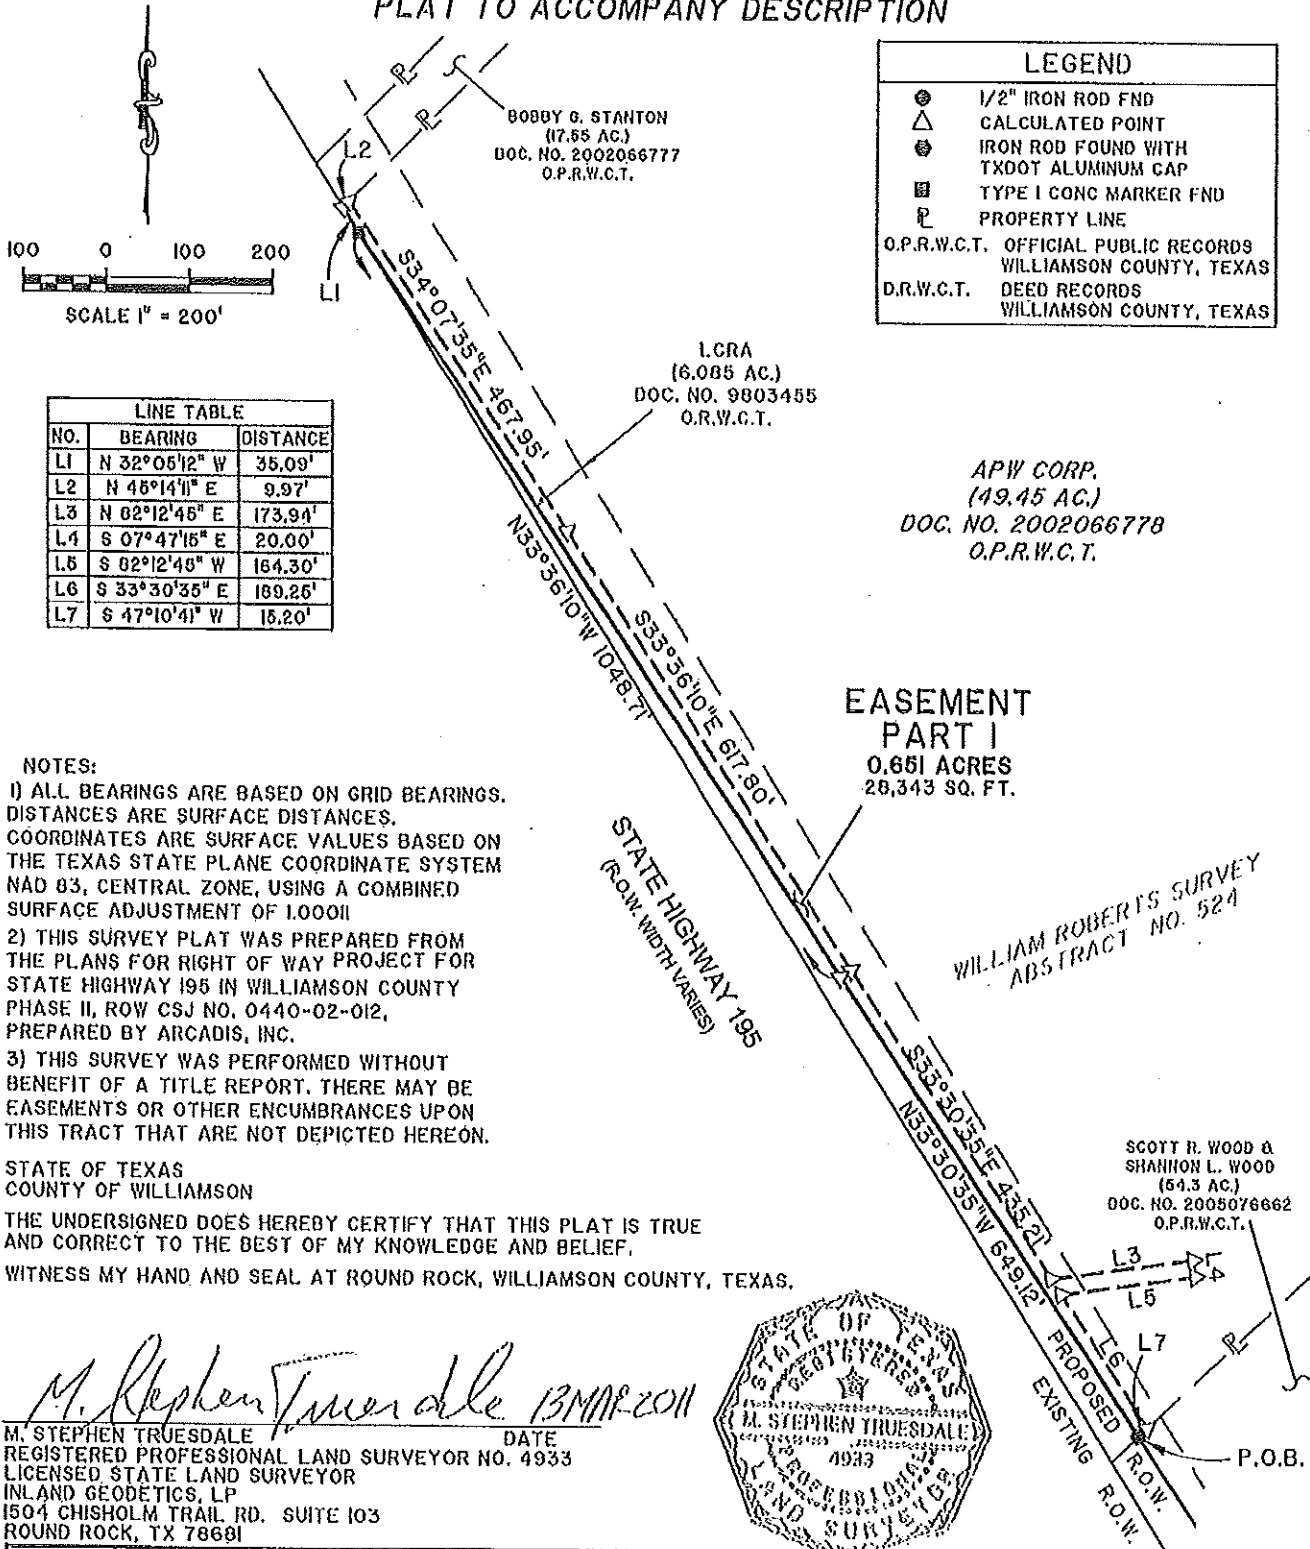 PLAT TO ACCOMPANY DESCRIPTION
LEGEND
1/2" IRON ROD FND
CALCULATED POINT
IRON ROD FOUND WITH
TXDOT ALUMINUM CAP
TYPE I CONC MARKER FND
PROPERTY LINE
O.P.R.W.C.T. OFFICIAL PUBLIC RECORDS
WILLIAMSON COUNTY, TEXAS
D.R.W.C.T. DEED RECORDS
WILLIAMSON COUNTY, TEXAS
BOBBY G. STANTON
(17.55 AC.)
DOC. NO. 2002066777
O.P.R.W.C.T.
L2
L1
100 0 100 200
SCALE 1" = 200'
S34°07'35"E 467.95'
LCRA
(6.085 AC.)
DOC. NO. 9803455
O.R.W.C.T.
LINE TABLE
NO. BEARING DISTANCE
L1 N 32°05'12" W 35.09'
L2 N 46°14'11" E 9.97'
L3 N 82°12'45" E 173.94'
L4 S 07°47'15" E 20.00'
L5 S 82°12'45" W 164.30'
L6 S 33°30'35" E 189.25'
L7 S 47°10'41" W 15.20'
APW CORP.
(49.45 AC.)
DOC. NO. 2002066778
O.P.R.W.C.T.
N33°36'10"W 1048.71'
S33°36'10"E 617.80'
EASEMENT
PART 1
0.651 ACRES
28,343 SQ. FT.
STATE HIGHWAY 195
(R.O.W. WIDTH VARIES)
WILLIAM ROBERTS SURVEY
ABSTRACT NO. 524
NOTES:
1) ALL BEARINGS ARE BASED ON GRID BEARINGS.
DISTANCES ARE SURFACE DISTANCES.
COORDINATES ARE SURFACE VALUES BASED ON
THE TEXAS STATE PLANE COORDINATE SYSTEM
NAD 83, CENTRAL ZONE, USING A COMBINED
SURFACE ADJUSTMENT OF 1.00011
2) THIS SURVEY PLAT WAS PREPARED FROM
THE PLANS FOR RIGHT OF WAY PROJECT FOR
STATE HIGHWAY 195 IN WILLIAMSON COUNTY
PHASE II, ROW CSJ NO. 0440-02-012,
PREPARED BY ARCADIS, INC.
3) THIS SURVEY WAS PERFORMED WITHOUT
BENEFIT OF A TITLE REPORT. THERE MAY BE
EASEMENTS OR OTHER ENCUMBRANCES UPON
THIS TRACT THAT ARE NOT DEPICTED HEREON.
S33°30'35"E 435.21'
N33°30'35"W 649.12'
SCOTT R. WOOD &
SHANNON L. WOOD
(54.3 AC.)
DOC. NO. 2005076662
O.P.R.W.C.T.
L3
L4
L5
L6
L7
PROPOSED R.O.W.
EXISTING R.O.W.
P.O.B.
STATE OF TEXAS
COUNTY OF WILLIAMSON
THE UNDERSIGNED DOES HEREBY CERTIFY THAT THIS PLAT IS TRUE
AND CORRECT TO THE BEST OF MY KNOWLEDGE AND BELIEF.
WITNESS MY HAND AND SEAL AT ROUND ROCK, WILLIAMSON COUNTY, TEXAS.
M. Stephen Truesdale 13 MAR 2011
M. STEPHEN TRUESDALE DATE
REGISTERED PROFESSIONAL LAND SURVEYOR NO. 4933
LICENSED STATE LAND SURVEYOR
INLAND GEODETICS, LP
1504 CHISHOLM TRAIL RD. SUITE 103
ROUND ROCK, TX 78681
STATE OF TEXAS
REGISTERED
M. STEPHEN TRUESDALE
4933
PROFESSIONAL
LAND SURVEYOR